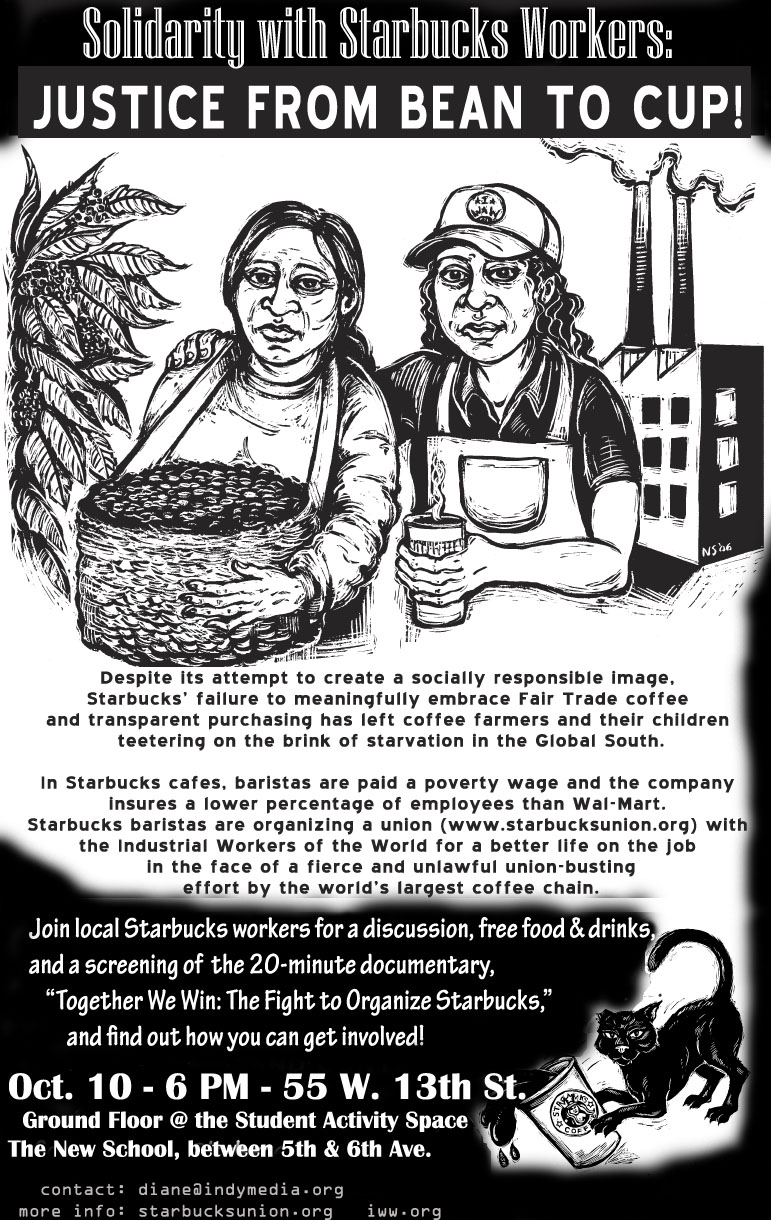 Solidarity with Starbucks Workers:
JUSTICE FROM BEAN TO CUP!
IWW
NS '06
Despite its attempt to create a socially responsible image,
Starbucks' failure to meaningfully embrace Fair Trade coffee
and transparent purchasing has left coffee farmers and their children
teetering on the brink of starvation in the Global South.
In Starbucks cafes, baristas are paid a poverty wage and the company
insures a lower percentage of employees than Wal-Mart.
Starbucks baristas are organizing a union (www.starbucksunion.org) with
the Industrial Workers of the World for a better life on the job
in the face of a fierce and unlawful union-busting
effort by the world's largest coffee chain.
Join local Starbucks workers for a discussion, free food & drinks,
and a screening of the 20-minute documentary,
"Together We Win: The Fight to Organize Starbucks,"
and find out how you can get involved!
Oct. 10 - 6 PM - 55 W. 13th St.
Ground Floor @ the Student Activity Space
The New School, between 5th & 6th Ave.
contact: diane@indymedia.org
more info: starbucksunion.org iww.org